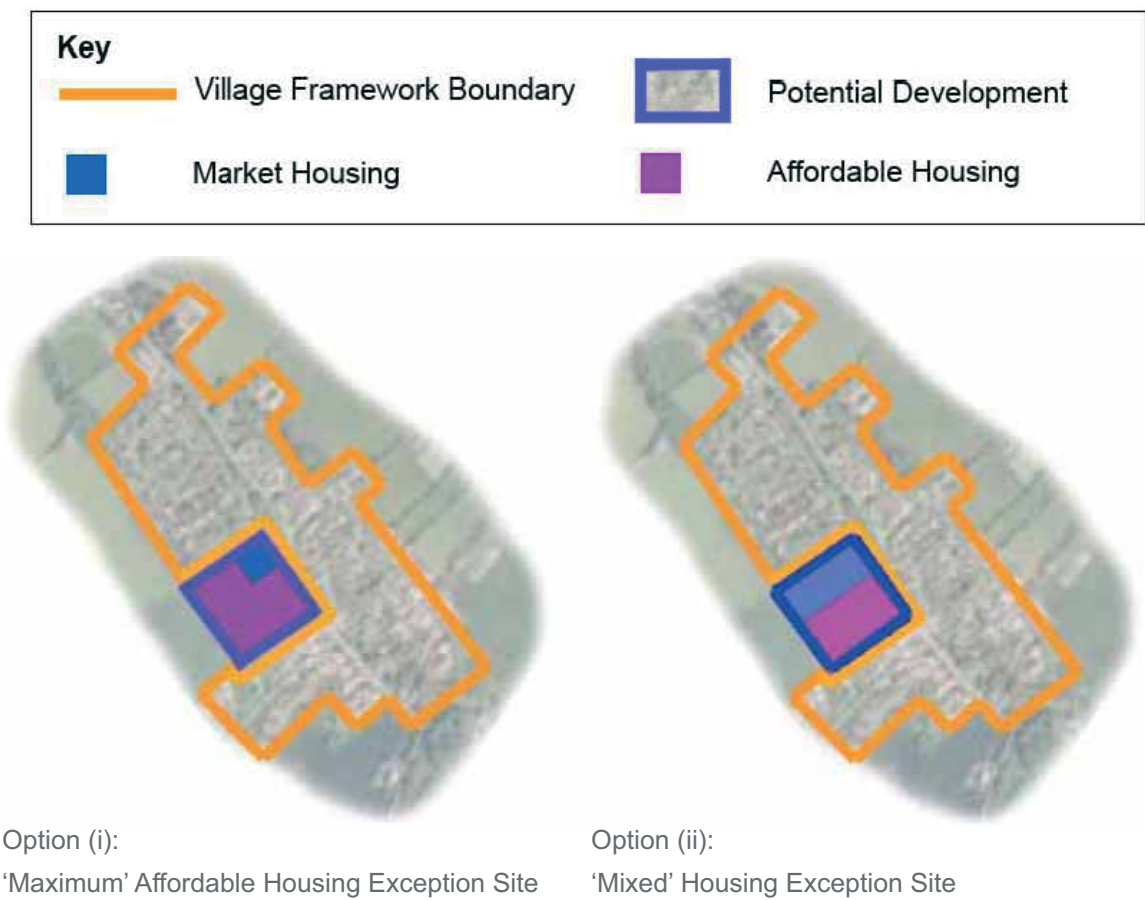 Key
Village Framework Boundary
Potential Development
Market Housing
Affordable Housing
Option (i):
‘Maximum’ Affordable Housing Exception Site
Option (ii):
‘Mixed’ Housing Exception Site